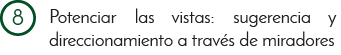 8 Potenciar las vistas: sugerencia y
direccionamiento a través de miradores